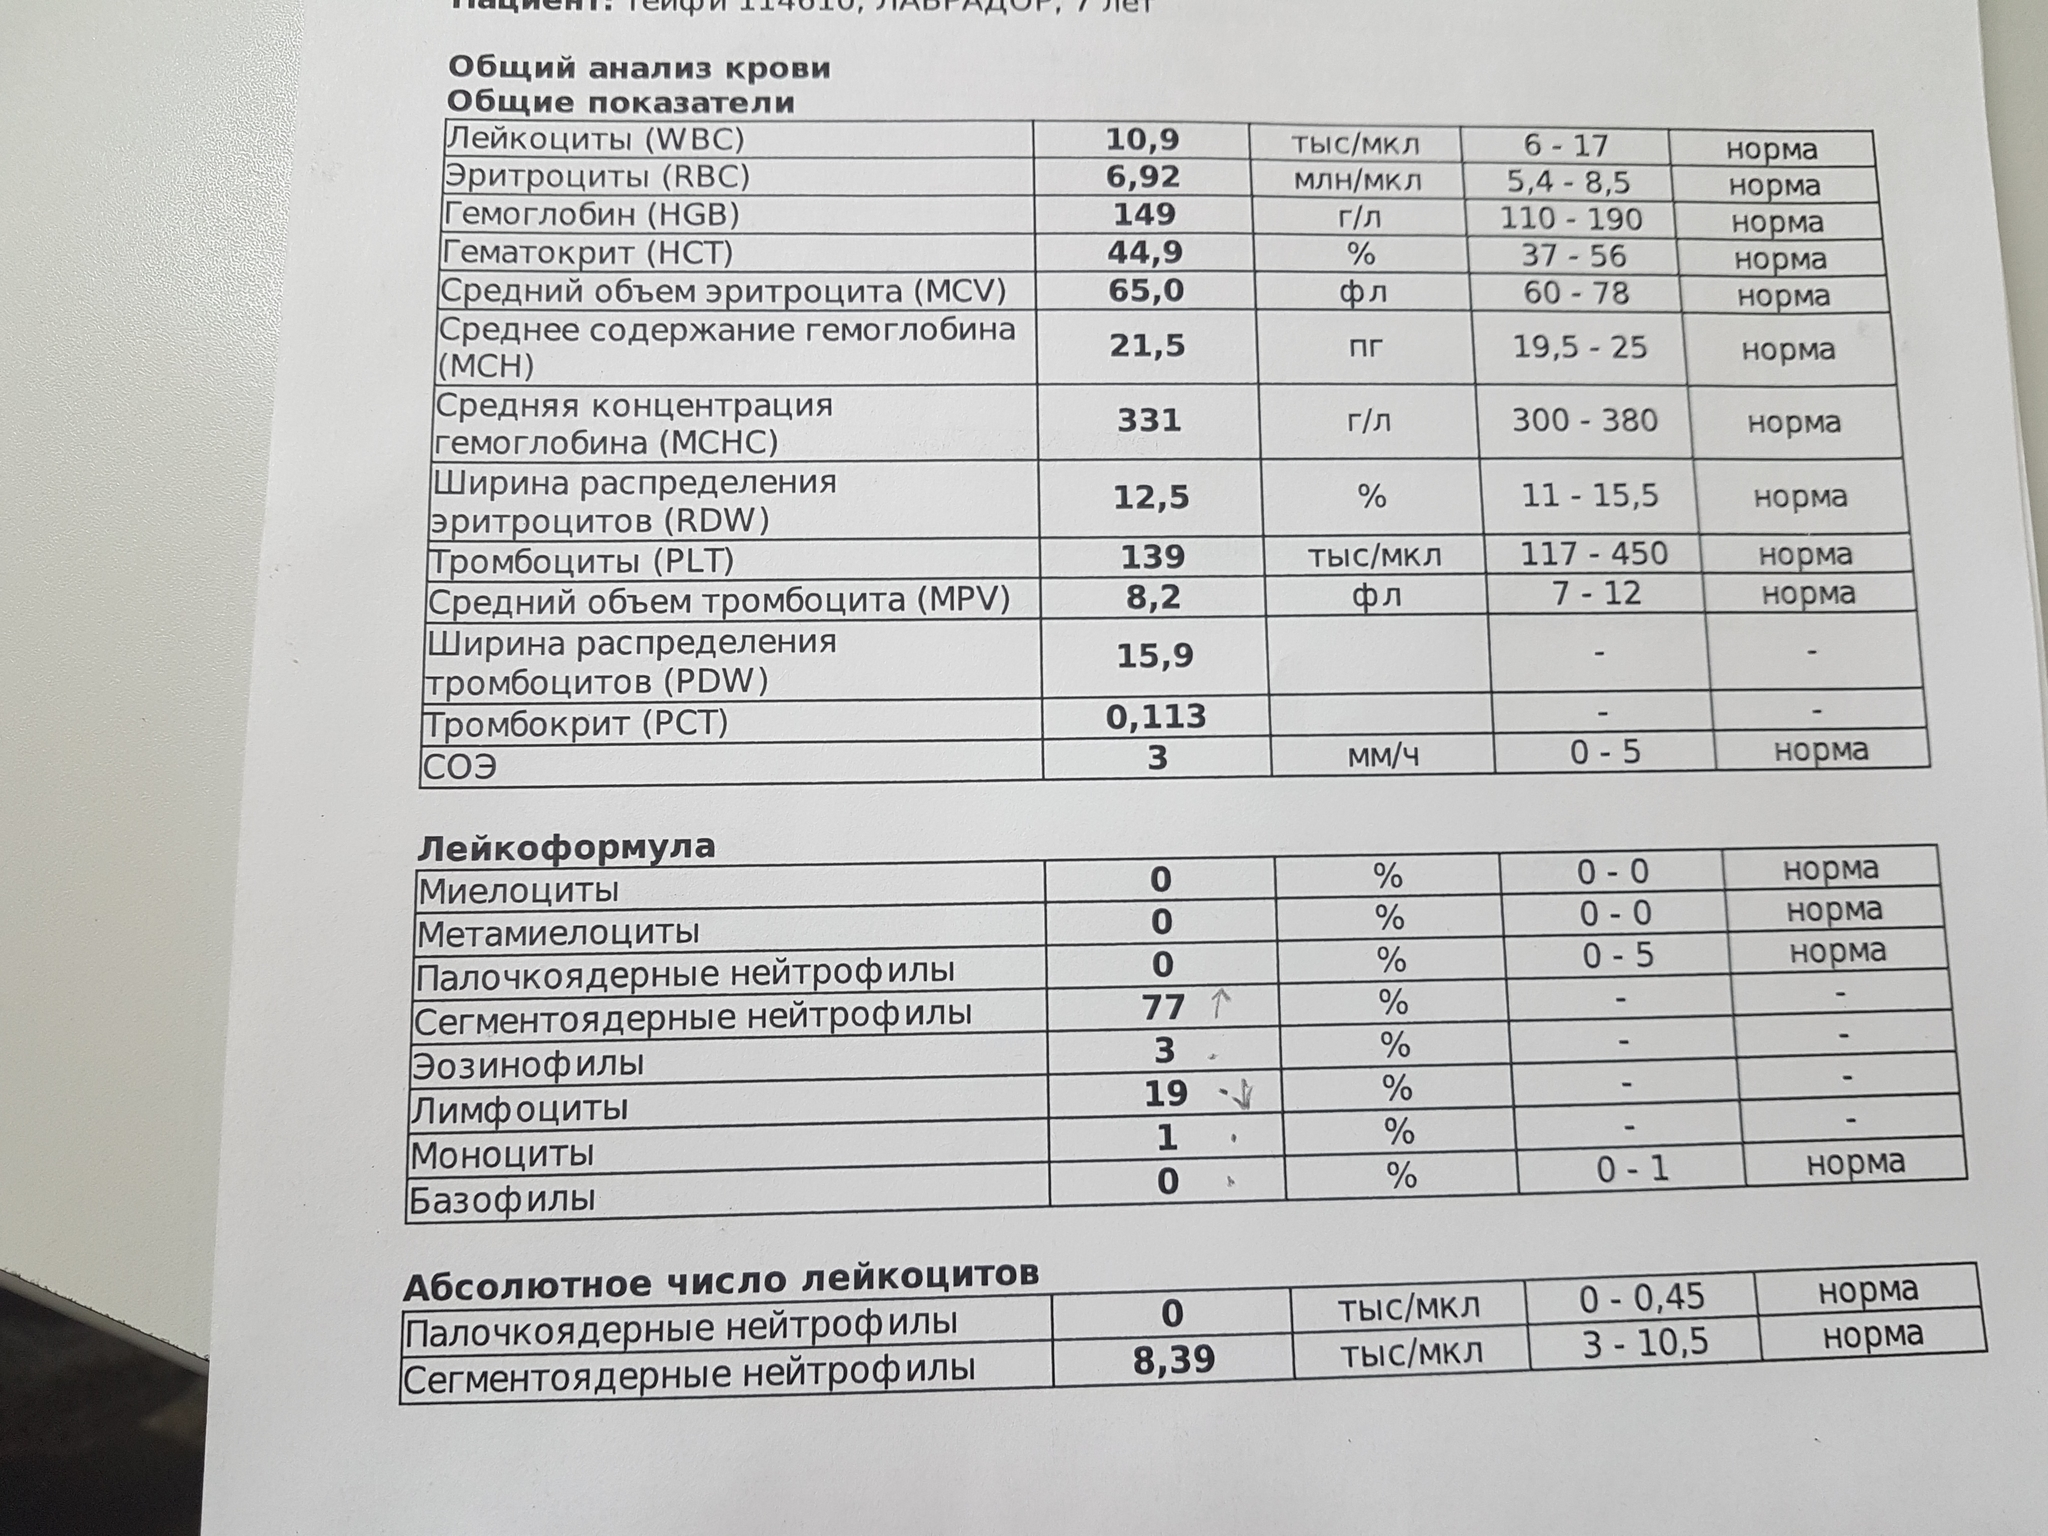 Пациент: Тейфи 114610, ЛАБРАДОР, 7 лет
Общий анализ крови
Общие показатели
Лейкоциты (WBC) 10,9 тыс/мкл 6 - 17 норма
Эритроциты (RBC) 6,92 млн/мкл 5,4 - 8,5 норма
Гемоглобин (HGB) 149 г/л 110 - 190 норма
Гематокрит (HCT) 44,9 % 37 - 56 норма
Средний объем эритроцита (MCV) 65,0 фл 60 - 78 норма
Среднее содержание гемоглобина
(MCH) 21,5 пг 19,5 - 25 норма
Средняя концентрация
гемоглобина (MCHC) 331 г/л 300 - 380 норма
Ширина распределения
эритроцитов (RDW) 12,5 % 11 - 15,5 норма
Тромбоциты (PLT) 139 тыс/мкл 117 - 450 норма
Средний объем тромбоцита (MPV) 8,2 фл 7 - 12 норма
Ширина распределения
тромбоцитов (PDW) 15,9 - -
Тромбокрит (PCT) 0,113 - -
СОЭ 3 мм/ч 0 - 5 норма
Лейкоформула
Миелоциты 0 % 0 - 0 норма
Метамиелоциты 0 % 0 - 0 норма
Палочкоядерные нейтрофилы 0 % 0 - 5 норма
Сегментоядерные нейтрофилы 77 ↑ % - -
Эозинофилы 3 % - -
Лимфоциты 19 ↓ % - -
Моноциты 1 % - -
Базофилы 0 % 0 - 1 норма
Абсолютное число лейкоцитов
Палочкоядерные нейтрофилы 0 тыс/мкл 0 - 0,45 норма
Сегментоядерные нейтрофилы 8,39 тыс/мкл 3 - 10,5 норма